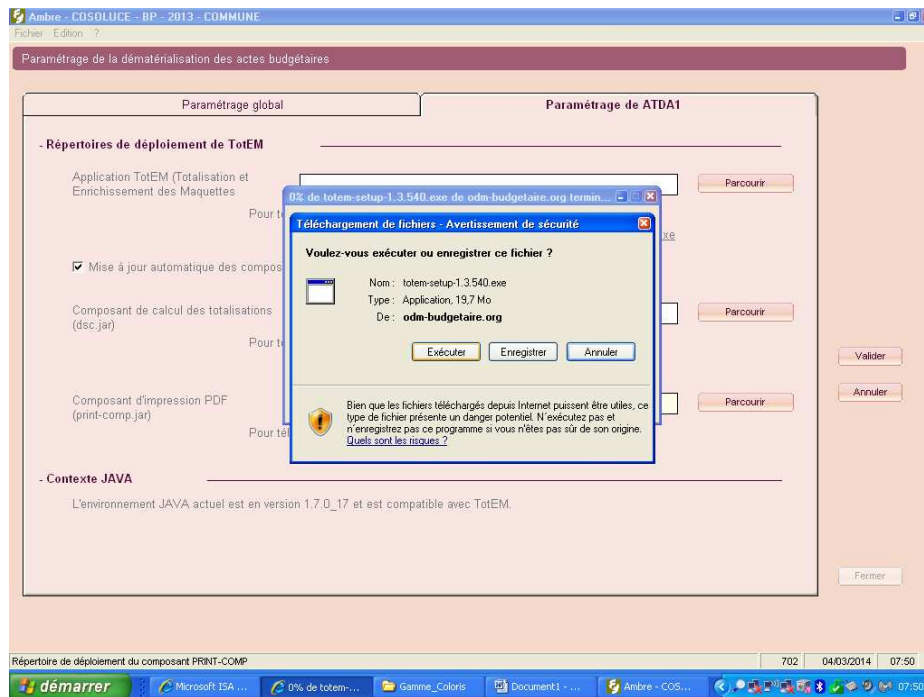 Ambre - COSOLUCE - BP - 2013 - COMMUNE
Fichier Edition ?
Paramétrage de la dématérialisation des actes budgétaires
Paramétrage global
Paramétrage de ATDA1
- Répertoires de déploiement de TotEM
Application TotEM (Totalisation et
Enrichissement des Maquettes
Parcourir
Pour
0% de totem-setup-1.3.540.exe de odm-budgetaire.org termin...
Téléchargement de fichiers - Avertissement de sécurité
xe
Voulez-vous exécuter ou enregistrer ce fichier ?
Mise à jour automatique des compos
Nom : totem-setup-1.3.540.exe
Type : Application, 19,7 Mo
De : odm-budgetaire.org
Composant de calcul des totalisations
(dsc.jar)
Parcourir
Pour
Exécuter Enregistrer Annuler
Valider
Annuler
Composant d'impression PDF
(print-comp.jar)
Parcourir
Pour tél
Bien que les fichiers téléchargés depuis Internet puissent être utiles, ce
type de fichier présente un danger potentiel. N'exécutez pas et
n'enregistrez pas ce programme si vous n'êtes pas sûr de son origine.
Quels sont les risques ?
- Contexte JAVA
L'environnement JAVA actuel est en version 1.7.0_17 et est compatible avec TotEM.
Fermer
Répertoire de déploiement du composant PRINT-COMP 702 04/03/2014 07:50
démarrer Microsoft ISA ... 0% de totem-... Gamme_Coloris Document1 - ... Ambre - COS...